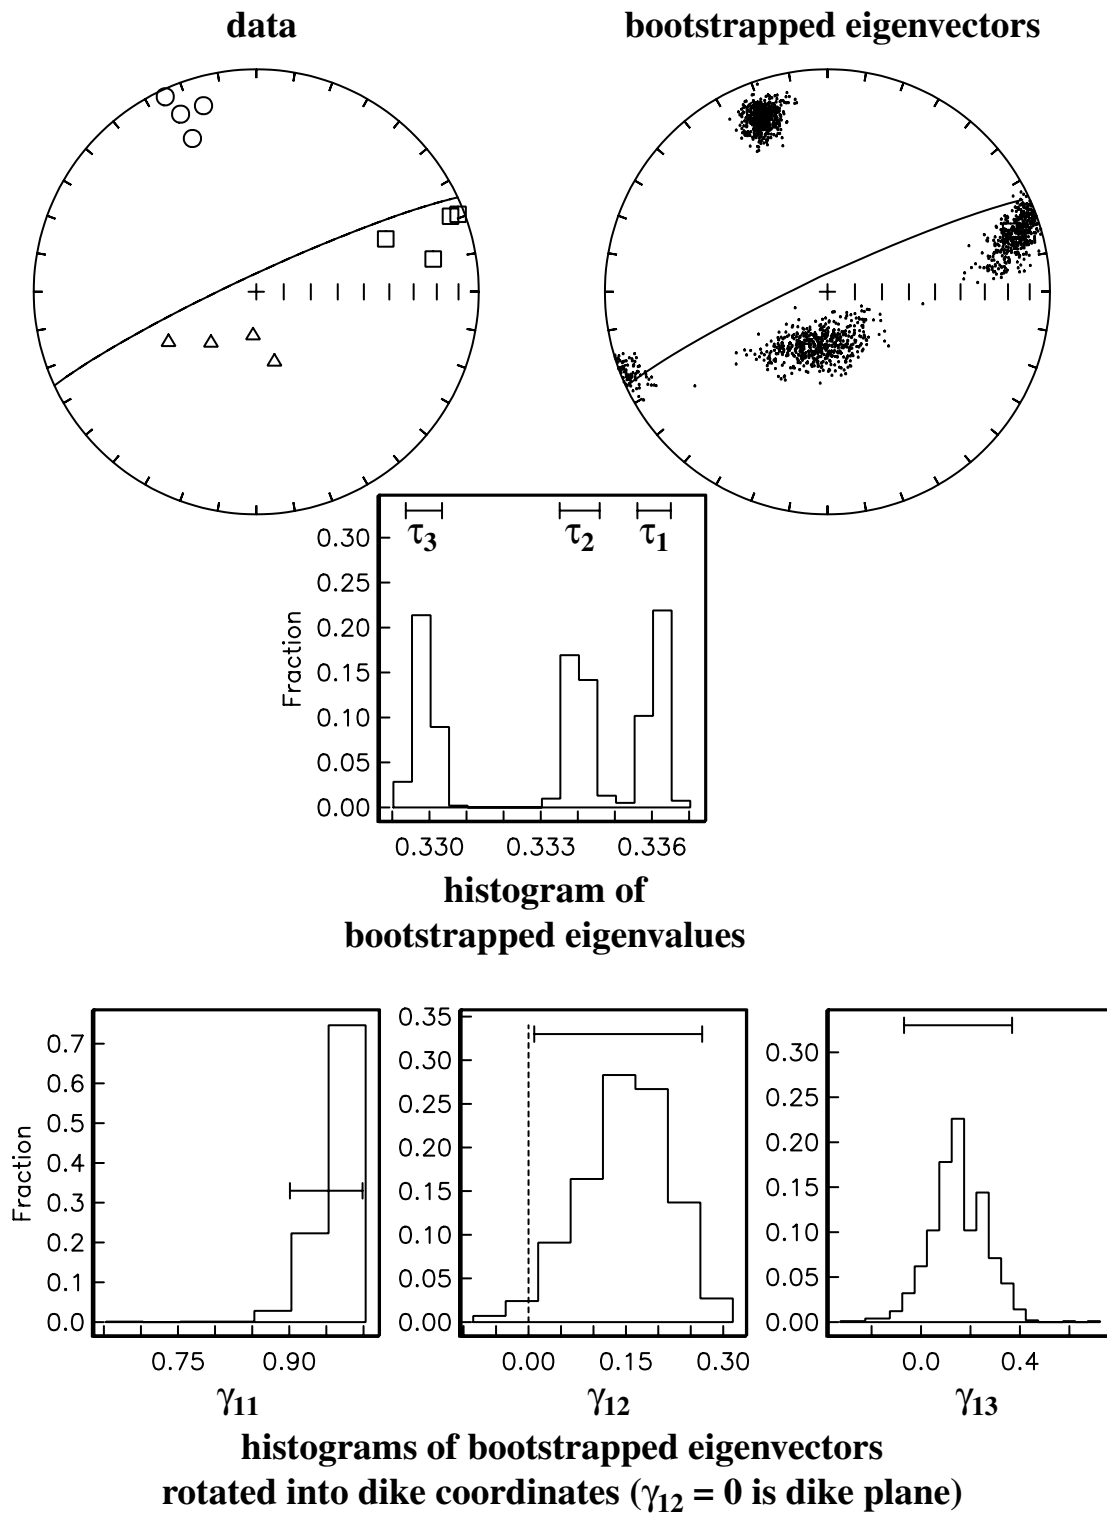 data
bootstrapped eigenvectors
τ3 τ2 τ1
0.30
0.25
0.20
0.15
0.10
0.05
0.00
Fraction
0.330 0.333 0.336
histogram of
bootstrapped eigenvalues
0.7
0.6
0.5
0.4
0.3
0.2
0.1
0.0
Fraction
0.75 0.90
γ11
0.35
0.30
0.25
0.20
0.15
0.10
0.05
0.00
0.00 0.15 0.30
γ12
0.30
0.25
0.20
0.15
0.10
0.05
0.00
0.0 0.4
γ13
histograms of bootstrapped eigenvectors
rotated into dike coordinates (γ12 = 0 is dike plane)